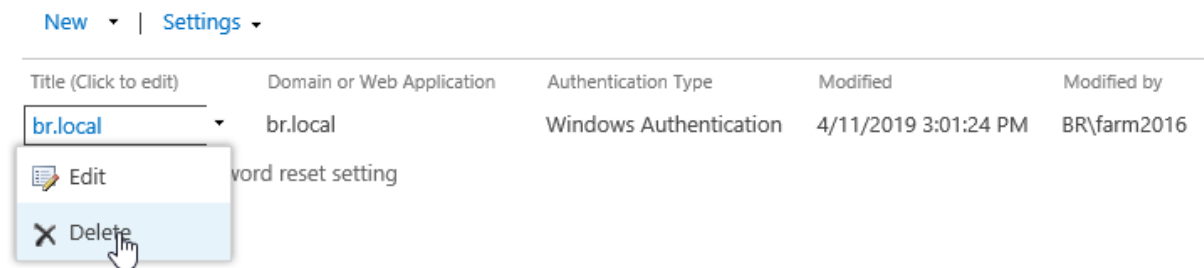 New | Settings
Title (Click to edit) Domain or Web Application Authentication Type Modified Modified by
br.local br.local Windows Authentication 4/11/2019 3:01:24 PM BR\farm2016
Edit
reset setting
Delete